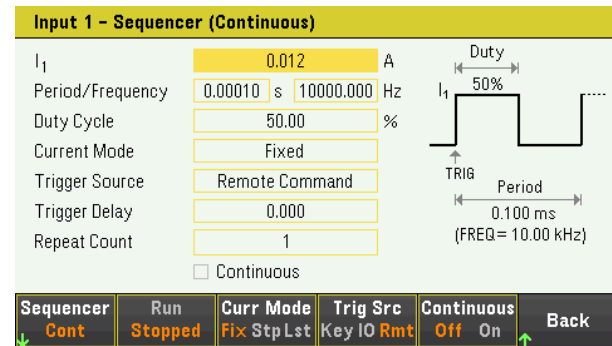 Input 1 – Sequencer (Continuous)
I1 0.012 A
Period/Frequency 0.00010 s 10000.000 Hz
Duty Cycle 50.00 %
Current Mode Fixed
Trigger Source Remote Command
Trigger Delay 0.000
Repeat Count 1
Continuous
Duty
I1 50%
TRIG
Period
0.100 ms
(FREQ = 10.00 kHz)
Sequencer Run Curr Mode Trig Src Continuous Back
Cont Stopped Fix Stp Lst Key IO Rmt Off On